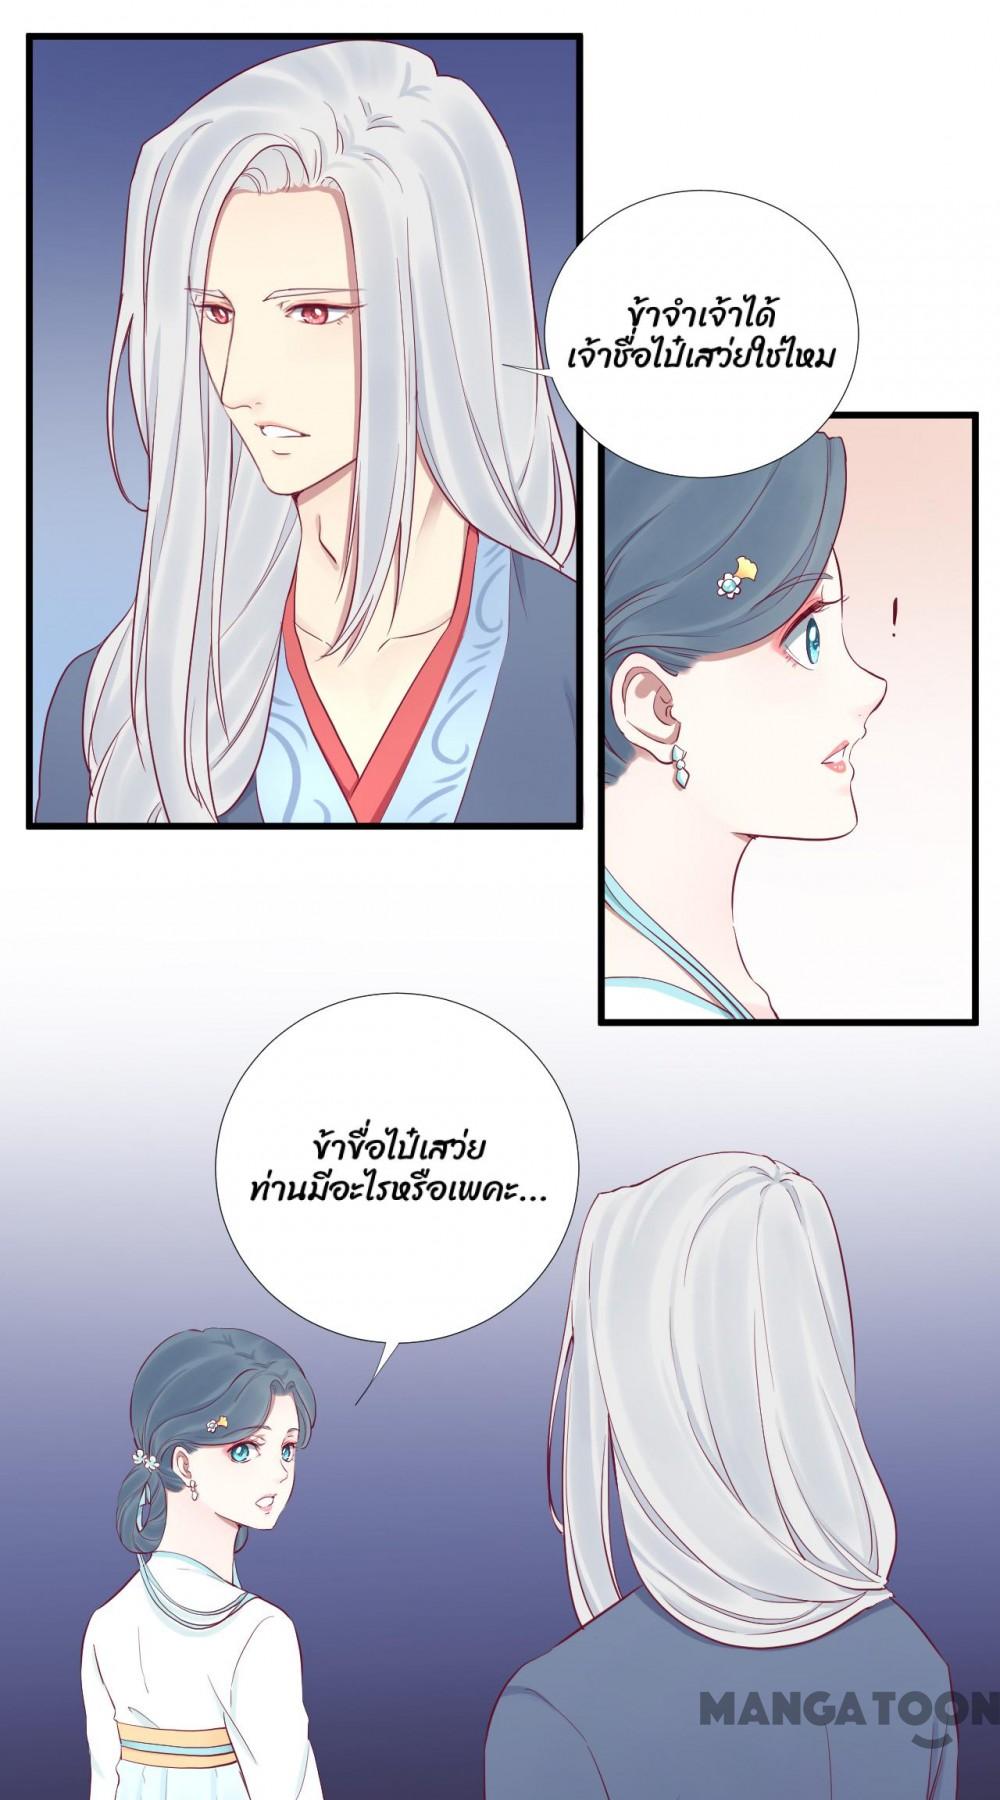 ข้าจำเจ้าได้
เจ้าชื่อไป๋เสว่ยใช่ไหม
!
ข้าชื่อไป๋เสว่ย
ท่านมีอะไรหรือเพคะ...
MANGATOON